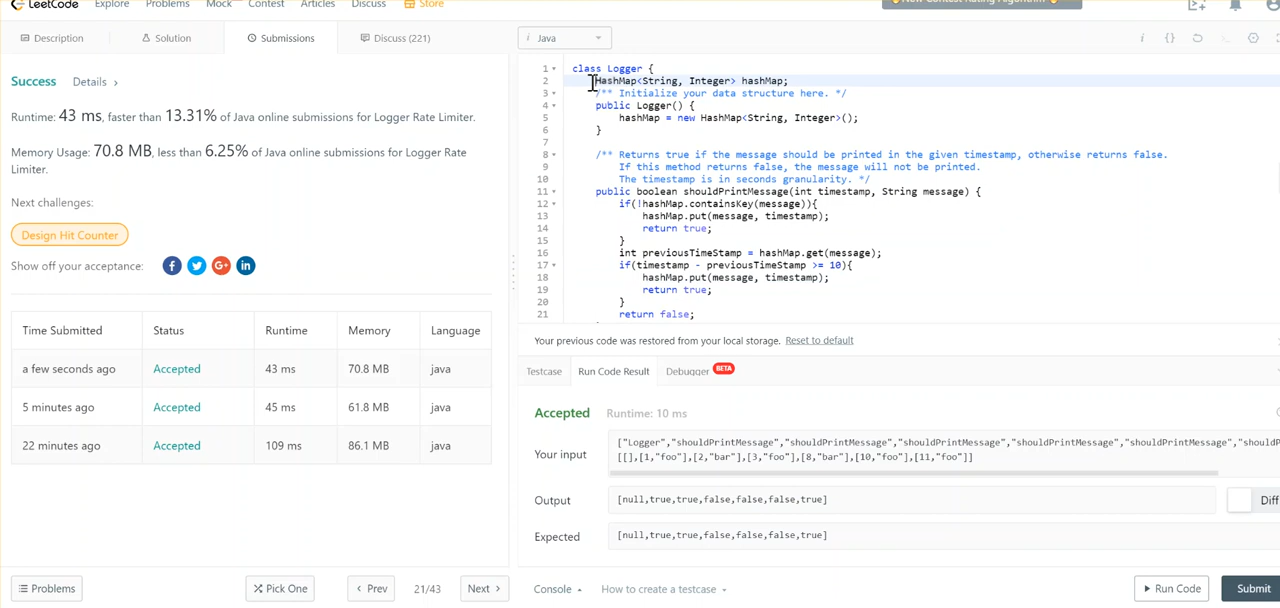 LeetCode Explore Problems Mock Contest Articles Discuss Store
New Contest Rating Algorithm
Description Solution Submissions Discuss (221)
i Java
Success Details ›
Runtime: 43 ms, faster than 13.31% of Java online submissions for Logger Rate Limiter.
Memory Usage: 70.8 MB, less than 6.25% of Java online submissions for Logger Rate
Limiter.
Next challenges:
Design Hit Counter
Show off your acceptance:
Time Submitted Status Runtime Memory Language
a few seconds ago Accepted 43 ms 70.8 MB java
5 minutes ago Accepted 45 ms 61.8 MB java
22 minutes ago Accepted 109 ms 86.1 MB java
Problems Pick One ‹ Prev 21/43 Next ›
1 class Logger {
2 HashMap<String, Integer> hashMap;
3 /** Initialize your data structure here. */
4 public Logger() {
5 hashMap = new HashMap<String, Integer>();
6 }
7
8 /** Returns true if the message should be printed in the given timestamp, otherwise returns false.
9 If this method returns false, the message will not be printed.
10 The timestamp is in seconds granularity. */
11 public boolean shouldPrintMessage(int timestamp, String message) {
12 if(!hashMap.containsKey(message)){
13 hashMap.put(message, timestamp);
14 return true;
15 }
16 int previousTimeStamp = hashMap.get(message);
17 if(timestamp - previousTimeStamp >= 10){
18 hashMap.put(message, timestamp);
19 return true;
20 }
21 return false;
Your previous code was restored from your local storage. Reset to default
Testcase Run Code Result Debugger BETA
Accepted Runtime: 10 ms
Your input
["Logger","shouldPrintMessage","shouldPrintMessage","shouldPrintMessage","shouldPrintMessage","shouldPrintMessage","shouldP
[[],[1,"foo"],[2,"bar"],[3,"foo"],[8,"bar"],[10,"foo"],[11,"foo"]]
Output [null,true,true,false,false,false,true] Diff
Expected [null,true,true,false,false,false,true]
Console How to create a testcase Run Code Submit